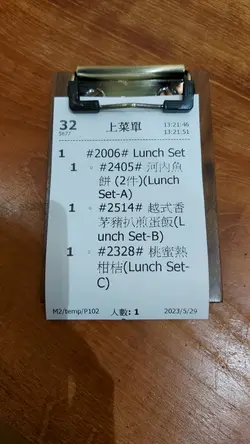 32 上菜單 13:21:46
5677 13:21:51
1 #2006# Lunch Set
1 ◦ #2405# 河內魚
餅 (2件)(Lunch
Set-A)
1 ◦ #2514# 越式香
茅豬扒煎蛋飯(L
unch Set-B)
1 ◦ #2328# 桃蜜熱
柑桔(Lunch Set-
C)
M2/temp/P102 人數: 1 2023/5/29